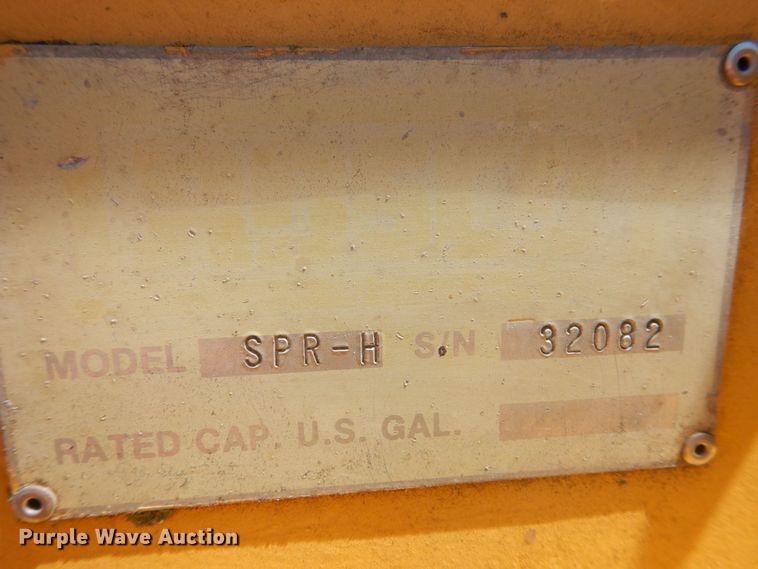 MODEL SPR-H S/N 32082
RATED CAP. U.S. GAL.
Purple Wave Auction